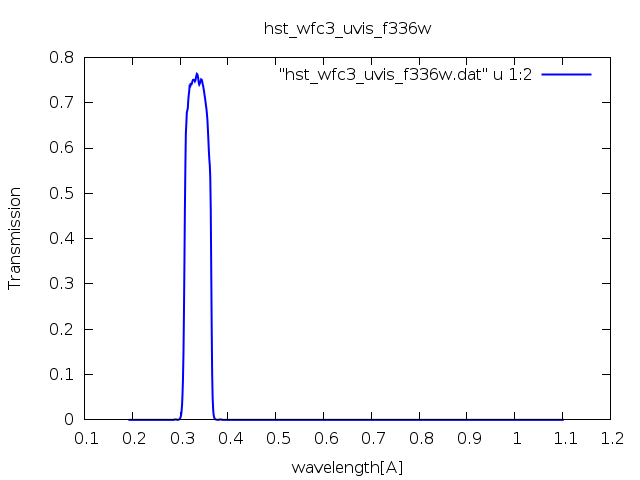 hst_wfc3_uvis_f336w
"hst_wfc3_uvis_f336w.dat" u 1:2
0.8
0.7
0.6
0.5
0.4
0.3
0.2
0.1
0
Transmission
0.1 0.2 0.3 0.4 0.5 0.6 0.7 0.8 0.9 1 1.1 1.2
wavelength[A]